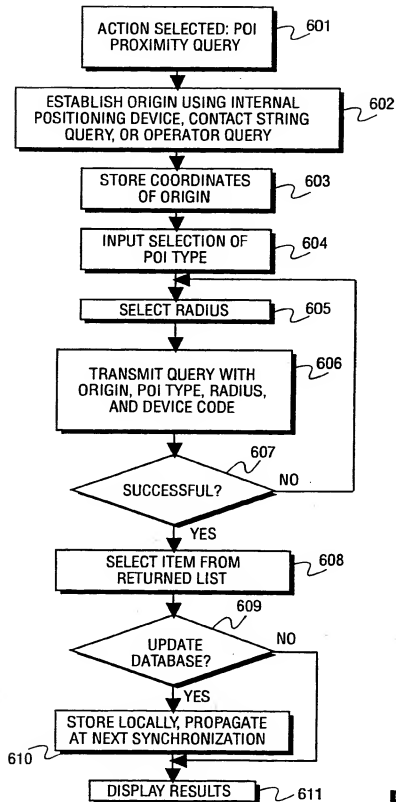 ACTION SELECTED: POI
PROXIMITY QUERY
601
ESTABLISH ORIGIN USING INTERNAL
POSITIONING DEVICE, CONTACT STRING
QUERY, OR OPERATOR QUERY
602
STORE COORDINATES
OF ORIGIN
603
INPUT SELECTION OF
POI TYPE
604
SELECT RADIUS
605
TRANSMIT QUERY WITH
ORIGIN, POI TYPE, RADIUS,
AND DEVICE CODE
606
607
SUCCESSFUL?
NO
YES
SELECT ITEM FROM
RETURNED LIST
608
609
UPDATE
DATABASE?
NO
YES
STORE LOCALLY, PROPAGATE
AT NEXT SYNCHRONIZATION
610
DISPLAY RESULTS
611